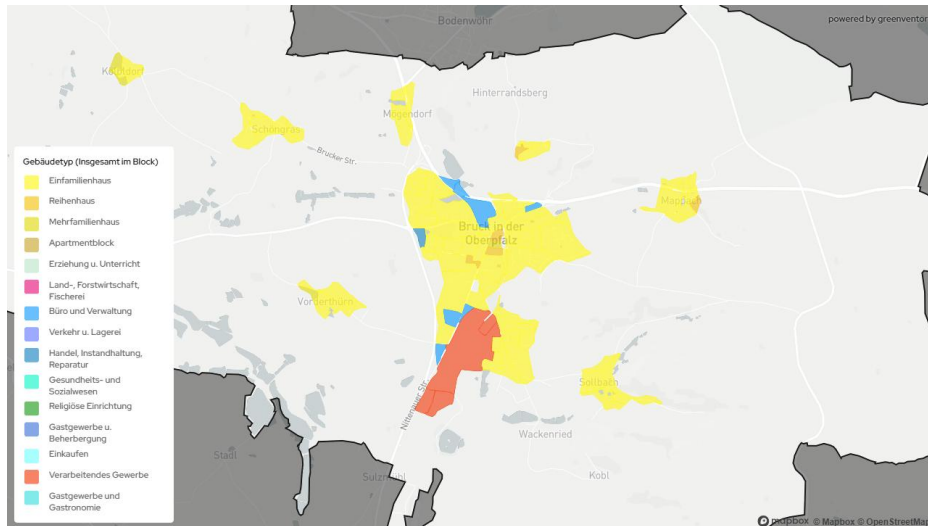 Bodenwöhr
powered by greenventory
Hinterrandsberg
Mögendorf
Schöngras
Brucker Str.
Mappach
Bruck in der
Oberpfalz
Vorderthürn
Sollbach
Nittenauer Str.
Wackenried
Kobl
Stadl
Sulzmühl
Gebäudetyp (Insgesamt im Block)
Einfamilienhaus
Reihenhaus
Mehrfamilienhaus
Apartmentblock
Erziehung u. Unterricht
Land-, Forstwirtschaft,
Fischerei
Büro und Verwaltung
Verkehr u. Lagerei
Handel, Instandhaltung,
Reparatur
Gesundheits- und
Sozialwesen
Religiöse Einrichtung
Gastgewerbe u.
Beherbergung
Einkaufen
Verarbeitendes Gewerbe
Gastgewerbe und
Gastronomie
mapbox © Mapbox © OpenStreetMap